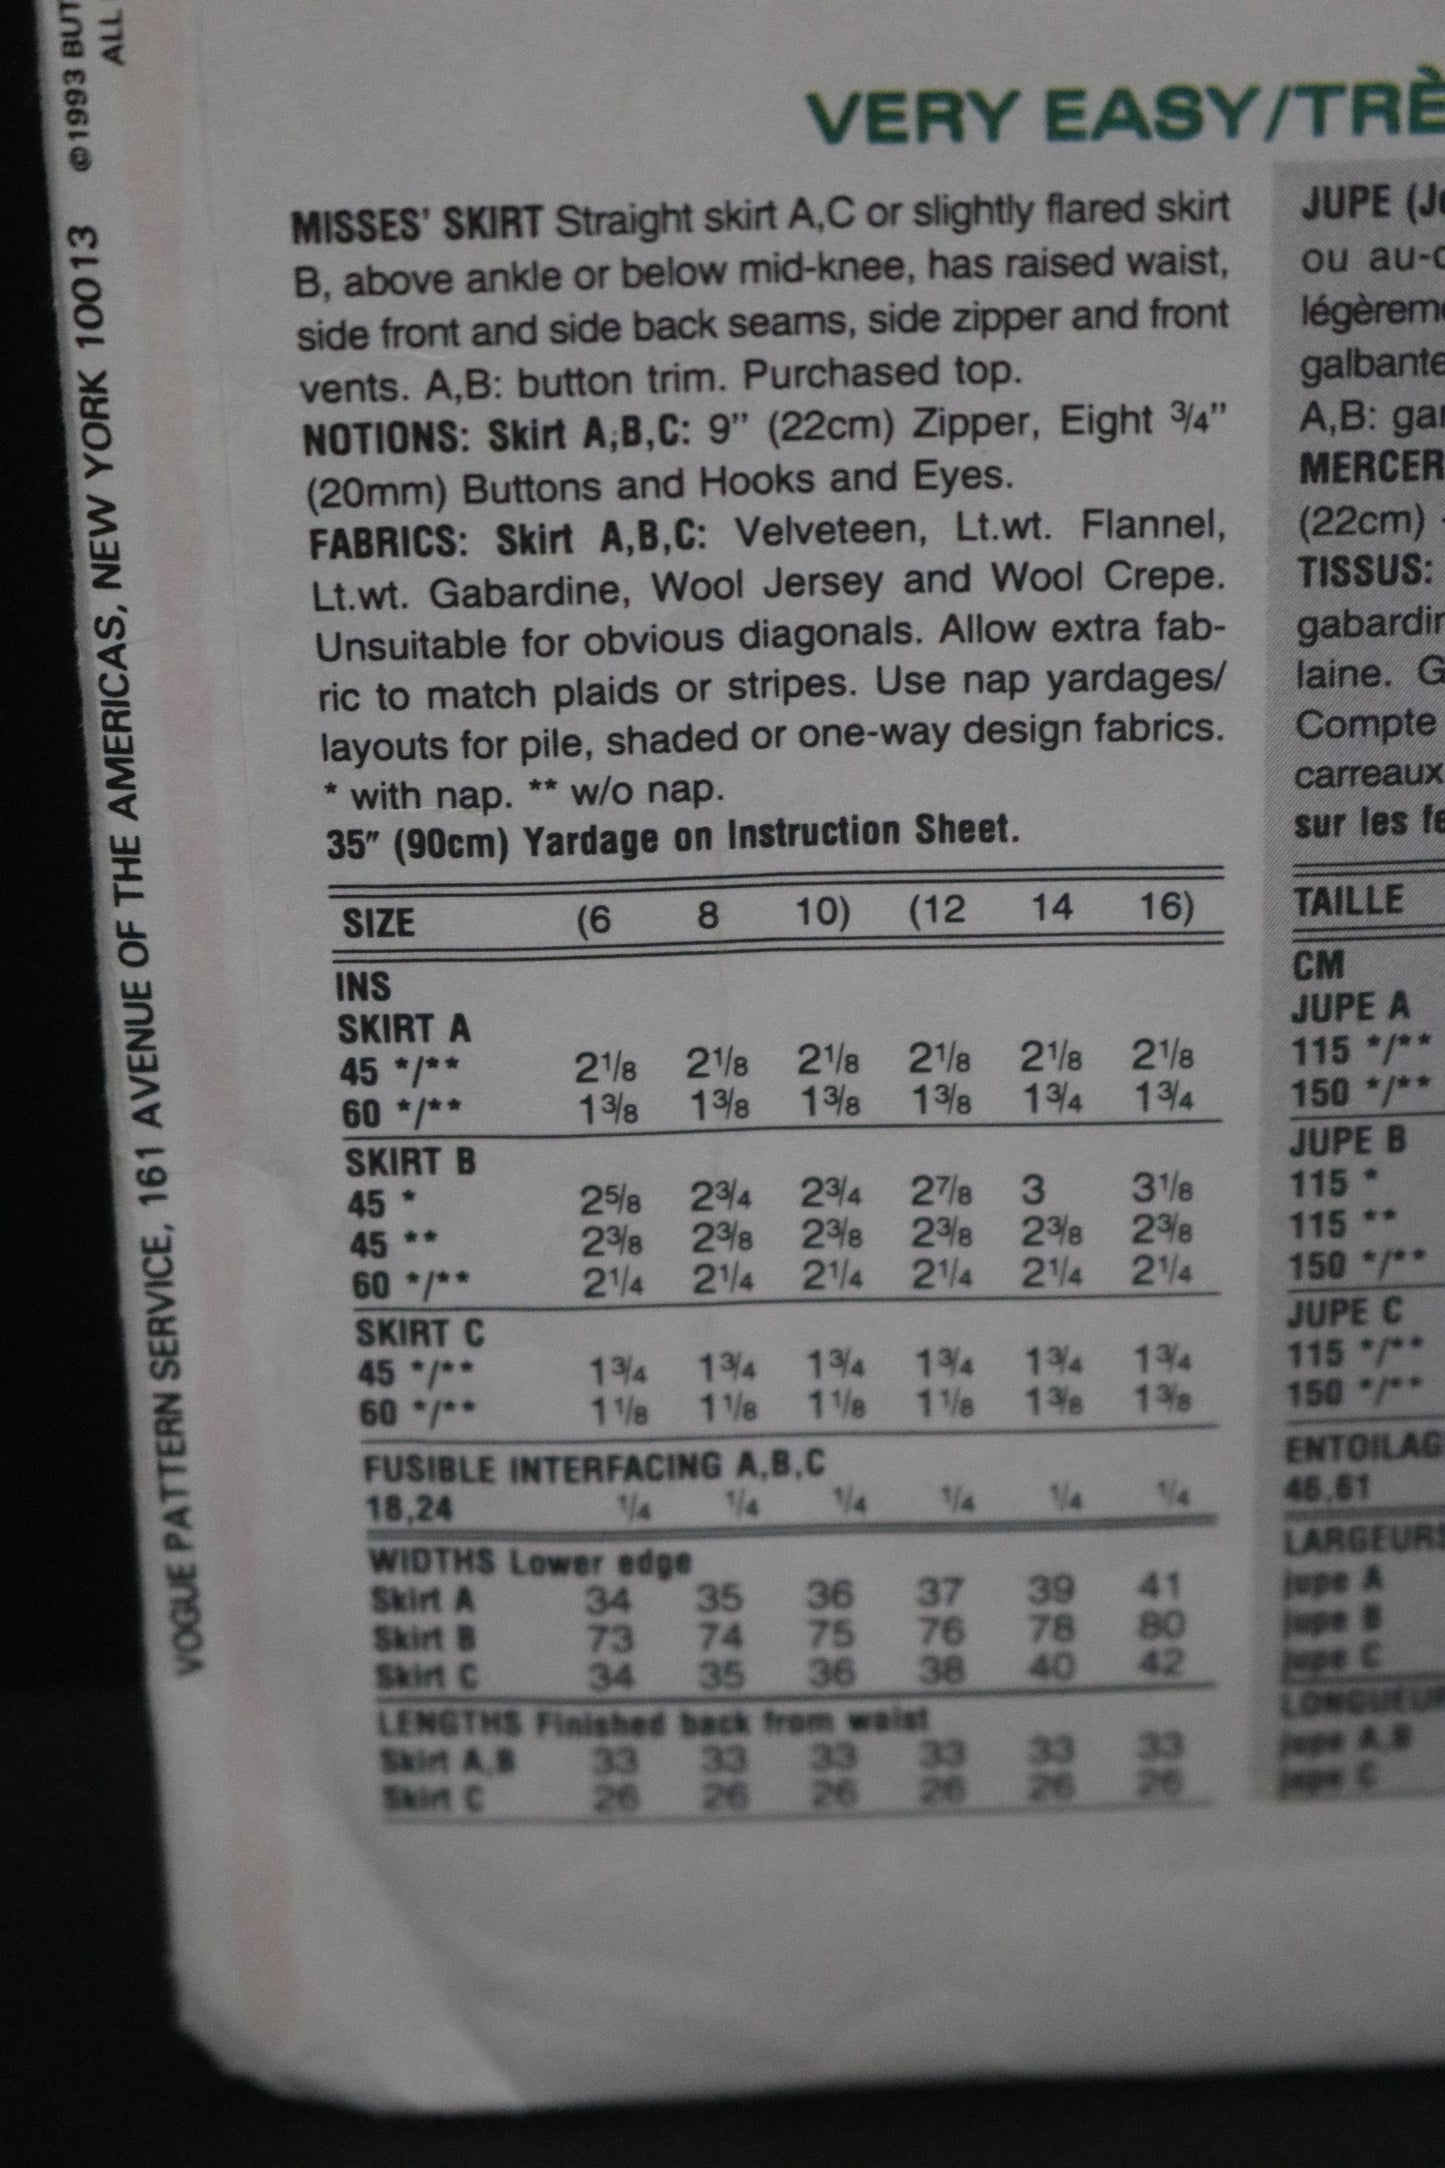 ©1993 BUT
ALL
VOGUE PATTERN SERVICE, 161 AVENUE OF THE AMERICAS, NEW YORK 10013
VERY EASY/TRÈ
MISSES' SKIRT Straight skirt A,C or slightly flared skirt
B, above ankle or below mid-knee, has raised waist,
side front and side back seams, side zipper and front
vents. A,B: button trim. Purchased top.
NOTIONS: Skirt A,B,C: 9" (22cm) Zipper, Eight 3/4"
(20mm) Buttons and Hooks and Eyes.
FABRICS: Skirt A,B,C: Velveteen, Lt.wt. Flannel,
Lt.wt. Gabardine, Wool Jersey and Wool Crepe.
Unsuitable for obvious diagonals. Allow extra fab-
ric to match plaids or stripes. Use nap yardages/
layouts for pile, shaded or one-way design fabrics.
* with nap. ** w/o nap.
35" (90cm) Yardage on Instruction Sheet.
SIZE (6 8 10) (12 14 16)
INS
SKIRT A
45 */** 2 1/8 2 1/8 2 1/8 2 1/8 2 1/8 2 1/8
60 */** 1 3/8 1 3/8 1 3/8 1 3/8 1 3/4 1 3/4
SKIRT B
45 * 2 5/8 2 3/4 2 3/4 2 7/8 3 3 1/8
45 ** 2 3/8 2 3/8 2 3/8 2 3/8 2 3/8 2 3/8
60 */** 2 1/4 2 1/4 2 1/4 2 1/4 2 1/4 2 1/4
SKIRT C
45 */** 1 3/4 1 3/4 1 3/4 1 3/4 1 3/4 1 3/4
60 */** 1 1/8 1 1/8 1 1/8 1 1/8 1 3/8 1 3/8
FUSIBLE INTERFACING A,B,C
18,24 1/4 1/4 1/4 1/4 1/4 1/4
WIDTHS Lower edge
Skirt A 34 35 36 37 39 41
Skirt B 73 74 75 76 78 80
Skirt C 34 35 36 38 40 42
LENGTHS Finished back from waist
Skirt A,B 33 33 33 33 33 33
Skirt C 26 26 26 26 26 26
JUPE (J
ou au-
légèrem
galbante
A,B: ga
MERCER
(22cm)
TISSUS:
gabardin
laine. G
Compte
carreaux
sur les fe
TAILLE
CM
JUPE A
115 */**
150 */**
JUPE B
115 *
115 **
150 */**
JUPE C
115 */**
150 */**
ENTOILAG
46,61
LARGEURS
jupe A
jupe B
jupe C
LONGUEUR
jupe A,B
jupe C